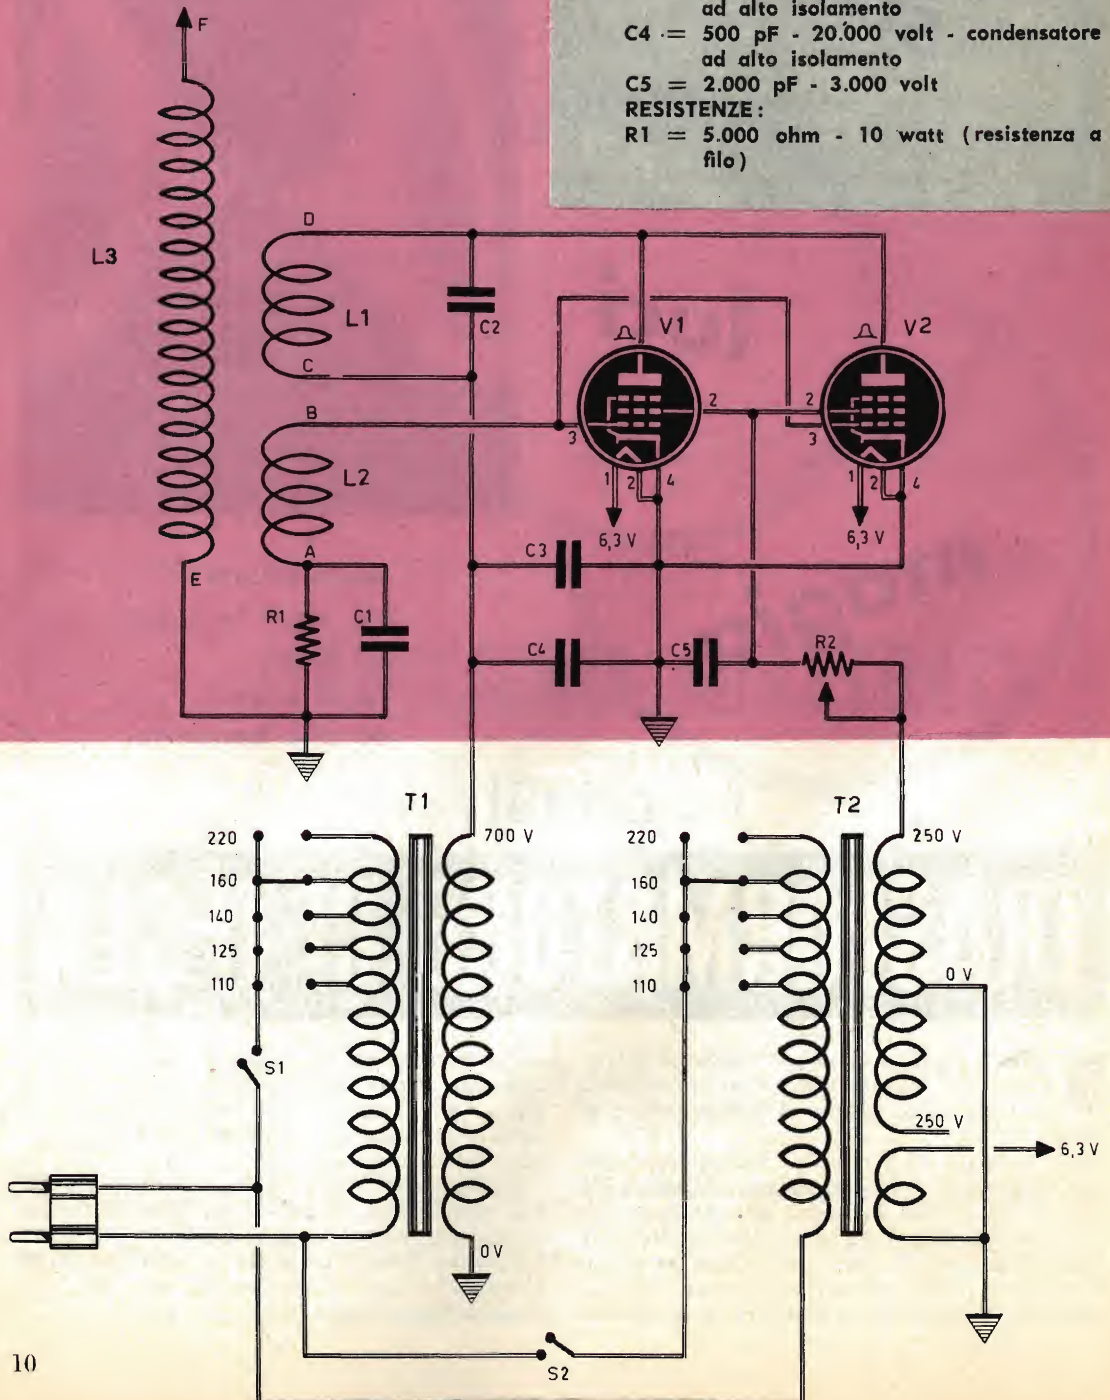 ad alto isolamento
C4 = 500 pF - 20.000 volt - condensatore
ad alto isolamento
C5 = 2.000 pF - 3.000 volt
RESISTENZE:
R1 = 5.000 ohm - 10 watt (resistenza a
filo)
F
D
L3
L1
C2
V1
V2
C
B
2
2
3
3
L2
1
2
4
1
2
4
6,3 V
6,3 V
A
C3
E
R1
C1
C4
C5
R2
T1
T2
220
700 V
220
250 V
160
160
140
140
125
125
110
110
0 V
S1
250 V
6,3 V
0 V
S2
10